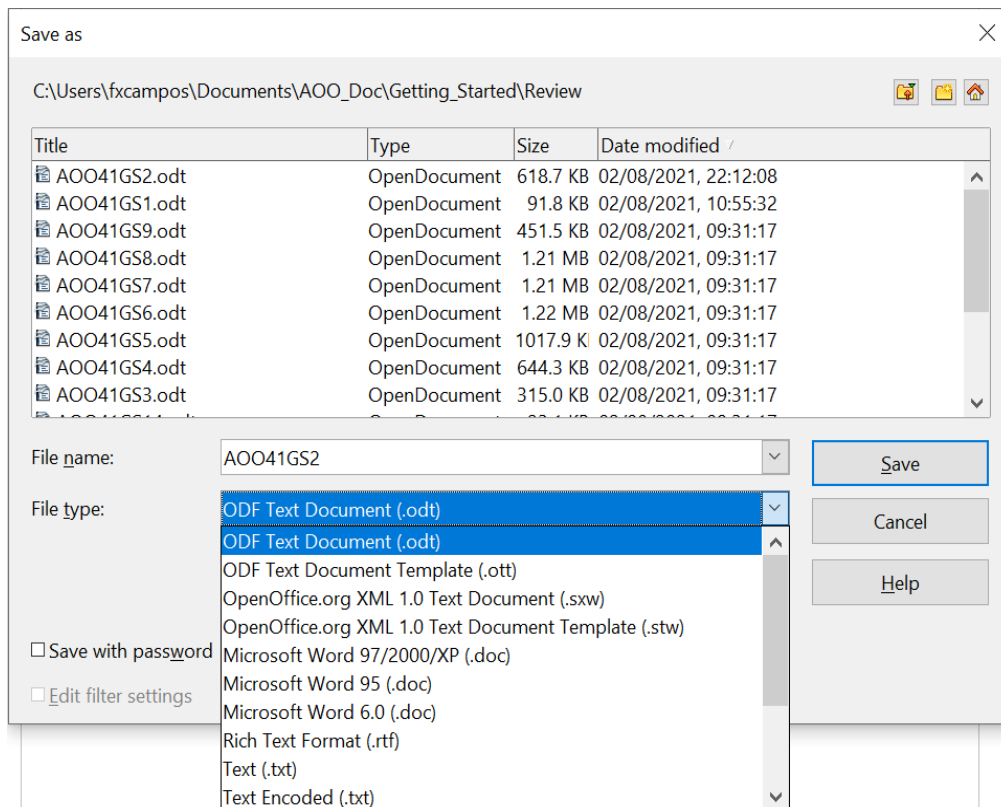 Save as
C:\Users\fxcampos\Documents\AOO_Doc\Getting_Started\Review
Title Type Size Date modified
AOO41GS2.odt OpenDocument 618.7 KB 02/08/2021, 22:12:08
AOO41GS1.odt OpenDocument 91.8 KB 02/08/2021, 10:55:32
AOO41GS9.odt OpenDocument 451.5 KB 02/08/2021, 09:31:17
AOO41GS8.odt OpenDocument 1.21 MB 02/08/2021, 09:31:17
AOO41GS7.odt OpenDocument 1.21 MB 02/08/2021, 09:31:17
AOO41GS6.odt OpenDocument 1.22 MB 02/08/2021, 09:31:17
AOO41GS5.odt OpenDocument 1017.9 K 02/08/2021, 09:31:17
AOO41GS4.odt OpenDocument 644.3 KB 02/08/2021, 09:31:17
AOO41GS3.odt OpenDocument 315.0 KB 02/08/2021, 09:31:17
File name: AOO41GS2
Save
File type: ODF Text Document (.odt)
Cancel
ODF Text Document (.odt)
ODF Text Document Template (.ott)
Help
OpenOffice.org XML 1.0 Text Document (.sxw)
OpenOffice.org XML 1.0 Text Document Template (.stw)
Save with password
Microsoft Word 97/2000/XP (.doc)
Microsoft Word 95 (.doc)
Edit filter settings
Microsoft Word 6.0 (.doc)
Rich Text Format (.rtf)
Text (.txt)
Text Encoded (.txt)